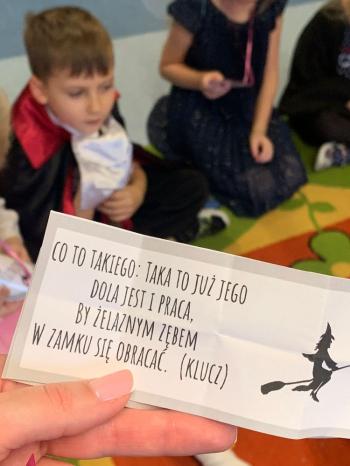 CO TO TAKIEGO: TAKA TO JUŻ JEGO
DOLA JEST I PRACA,
BY ŻELAZNYM ZĘBEM
W ZAMKU SIĘ OBRACAĆ. (KLUCZ)